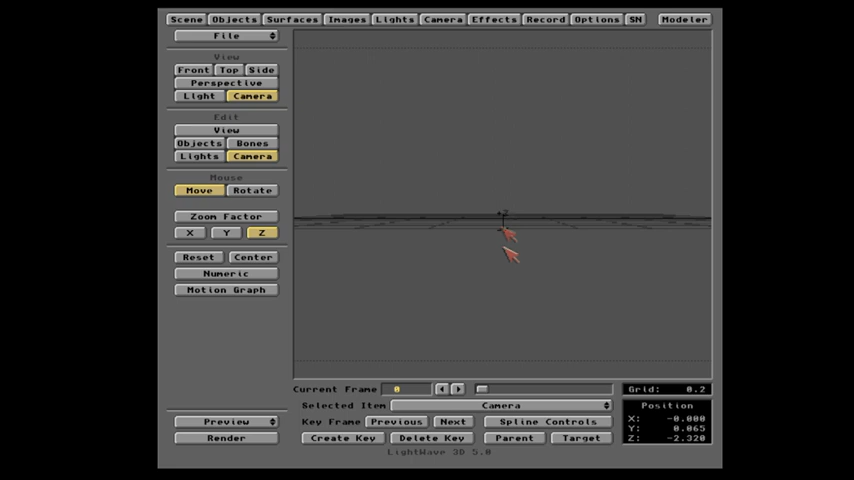 Scene Objects Surfaces Images Lights Camera Effects Record Options SN Modeler
File
View
Front Top Side
Perspective
Light Camera
Edit
View
Objects Bones
Lights Camera
Mouse
Move Rotate
Zoom Factor
X Y Z
Reset Center
Numeric
Motion Graph
Z
Current Frame 0
Grid: 0.2
Selected Item Camera
Position
Preview
Key Frame Previous Next Spline Controls
X: -0.000
Y: 0.065
Render
Create Key Delete Key Parent Target
Z: -2.320
LightWave 3D 5.0